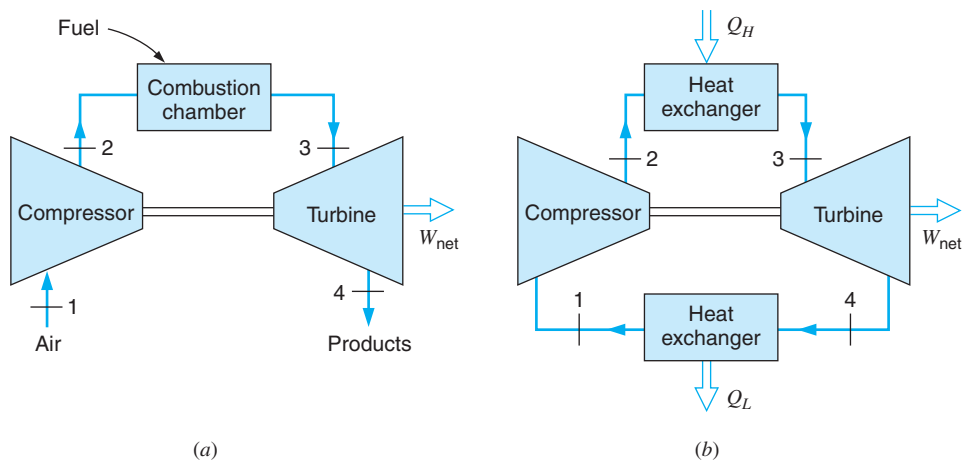 Fuel
Combustion
chamber
2
3
Compressor
Turbine
W_net
1
4
Air
Products
(a)
Q_H
Heat
exchanger
2
3
Compressor
Turbine
W_net
1
4
Heat
exchanger
Q_L
(b)